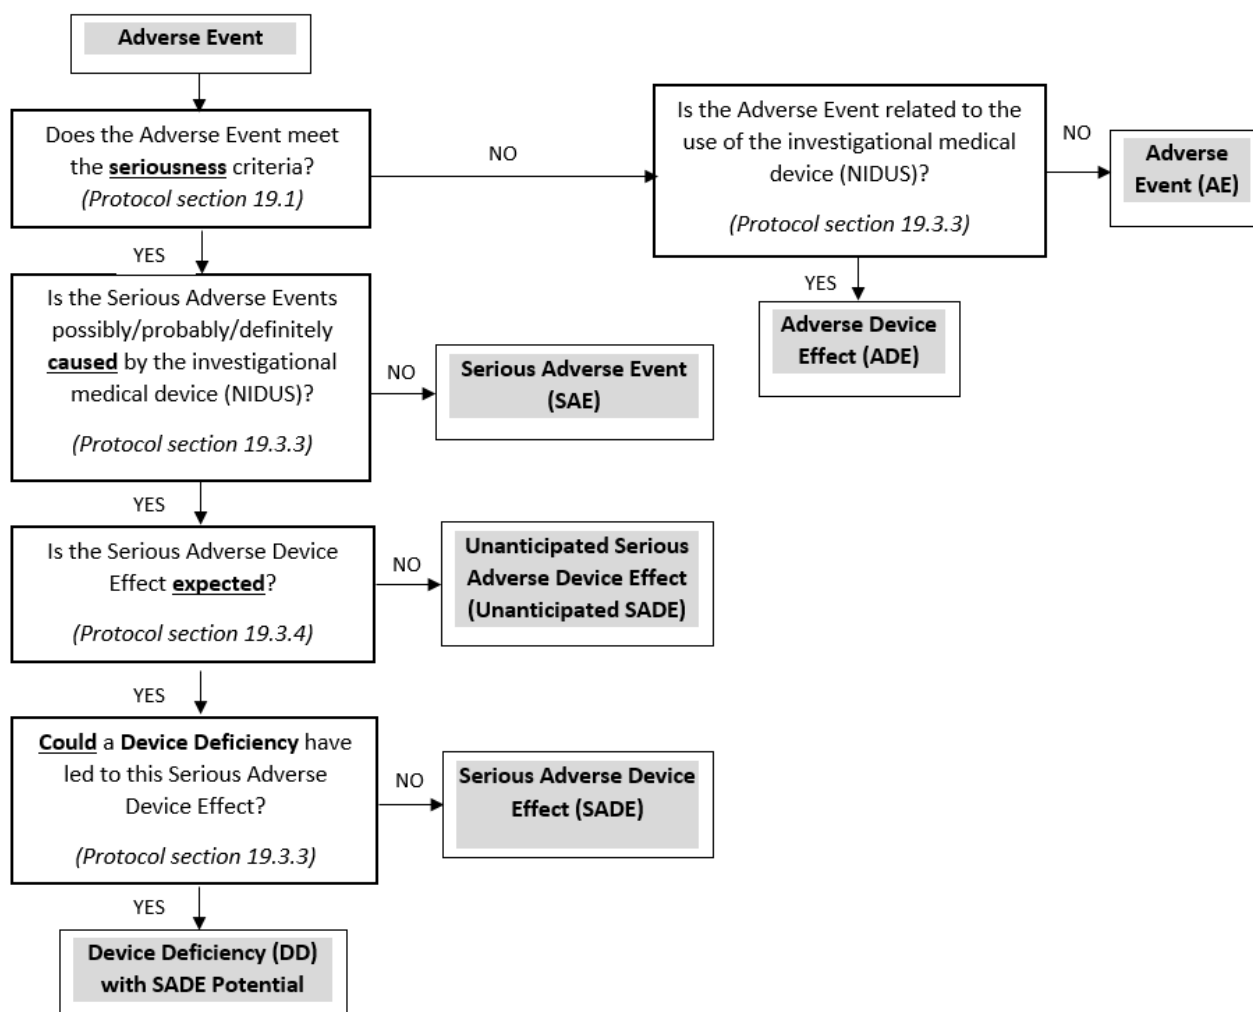 Adverse Event
Does the Adverse Event meet
the seriousness criteria?
(Protocol section 19.1)
NO
Is the Adverse Event related to the
use of the investigational medical
device (NIDUS)?
(Protocol section 19.3.3)
NO
Adverse
Event (AE)
YES
Adverse Device
Effect (ADE)
YES
Is the Serious Adverse Events
possibly/probably/definitely
caused by the investigational
medical device (NIDUS)?
(Protocol section 19.3.3)
NO
Serious Adverse Event
(SAE)
YES
Is the Serious Adverse Device
Effect expected?
(Protocol section 19.3.4)
NO
Unanticipated Serious
Adverse Device Effect
(Unanticipated SADE)
YES
Could a Device Deficiency have
led to this Serious Adverse
Device Effect?
(Protocol section 19.3.3)
NO
Serious Adverse Device
Effect (SADE)
YES
Device Deficiency (DD)
with SADE Potential